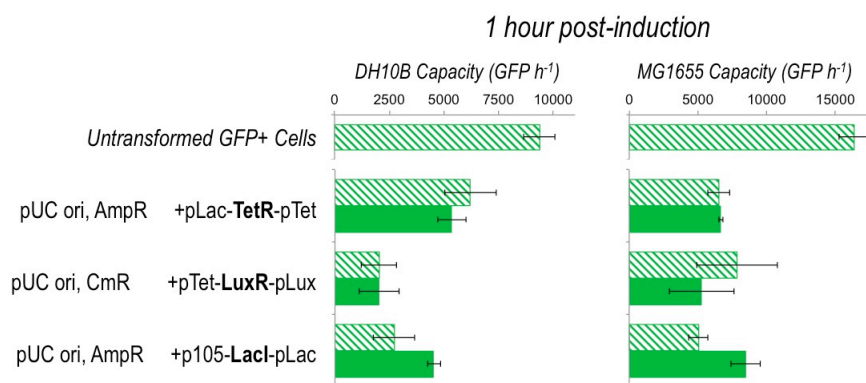 1 hour post-induction
DH10B Capacity (GFP h-1) MG1655 Capacity (GFP h-1)
0 2500 5000 7500 10000 0 5000 10000 15000
Untransformed GFP+ Cells
pUC ori, AmpR +pLac-TetR-pTet
pUC ori, CmR +pTet-LuxR-pLux
pUC ori, AmpR +p105-LacI-pLac